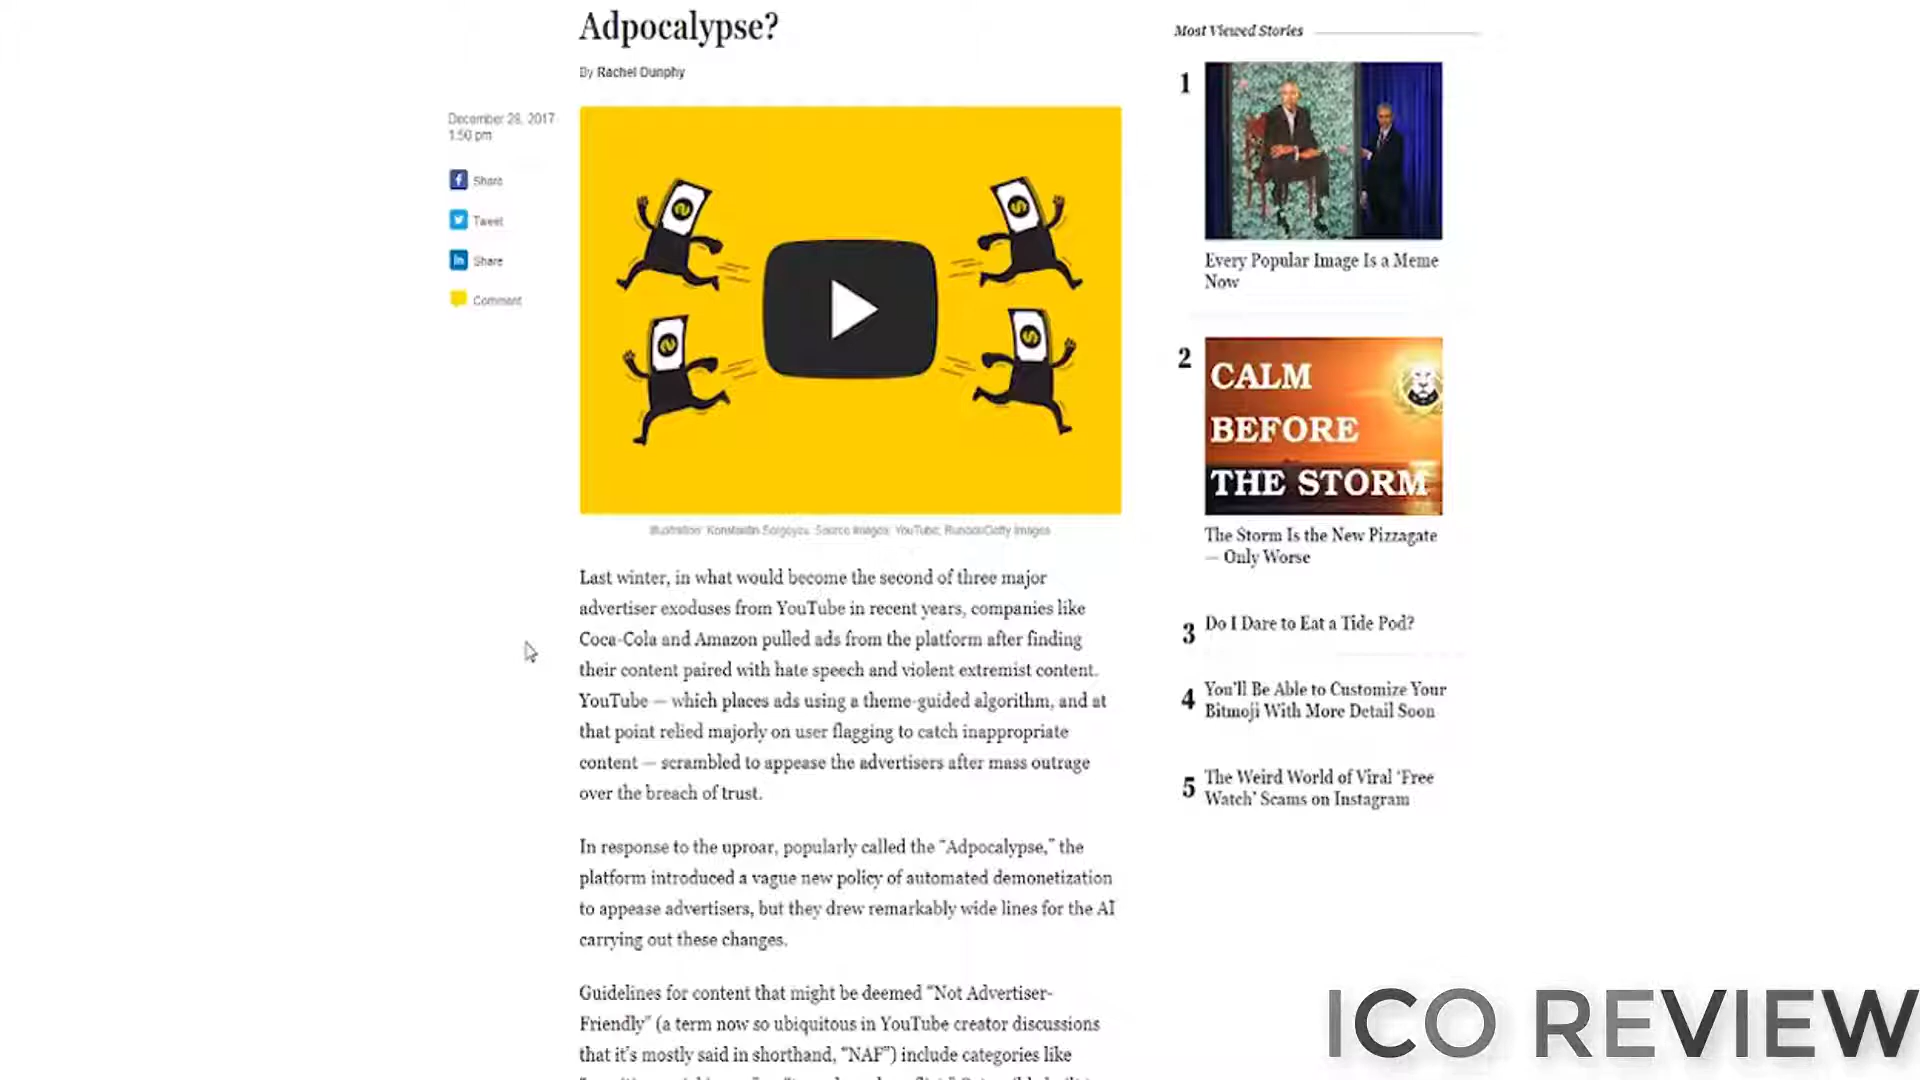 Adpocalypse?
By Rachel Dunphy
December 28, 2017
1:50 pm
Share
Tweet
Share
Comment
Illustration: Konstantin Sergeyev. Source Images: YouTube; Runeer/Getty Images
Last winter, in what would become the second of three major
advertiser exoduses from YouTube in recent years, companies like
Coca-Cola and Amazon pulled ads from the platform after finding
their content paired with hate speech and violent extremist content.
YouTube — which places ads using a theme-guided algorithm, and at
that point relied majorly on user flagging to catch inappropriate
content — scrambled to appease the advertisers after mass outrage
over the breach of trust.
In response to the uproar, popularly called the “Adpocalypse,” the
platform introduced a vague new policy of automated demonetization
to appease advertisers, but they drew remarkably wide lines for the AI
carrying out these changes.
Guidelines for content that might be deemed “Not Advertiser-
Friendly” (a term now so ubiquitous in YouTube creator discussions
that it’s mostly said in shorthand, “NAF”) include categories like
Most Viewed Stories
1
Every Popular Image Is a Meme
Now
2
CALM
BEFORE
THE STORM
The Storm Is the New Pizzagate
— Only Worse
3
Do I Dare to Eat a Tide Pod?
4
You’ll Be Able to Customize Your
Bitmoji With More Detail Soon
5
The Weird World of Viral ‘Free
Watch’ Scams on Instagram
ICO REVIEW